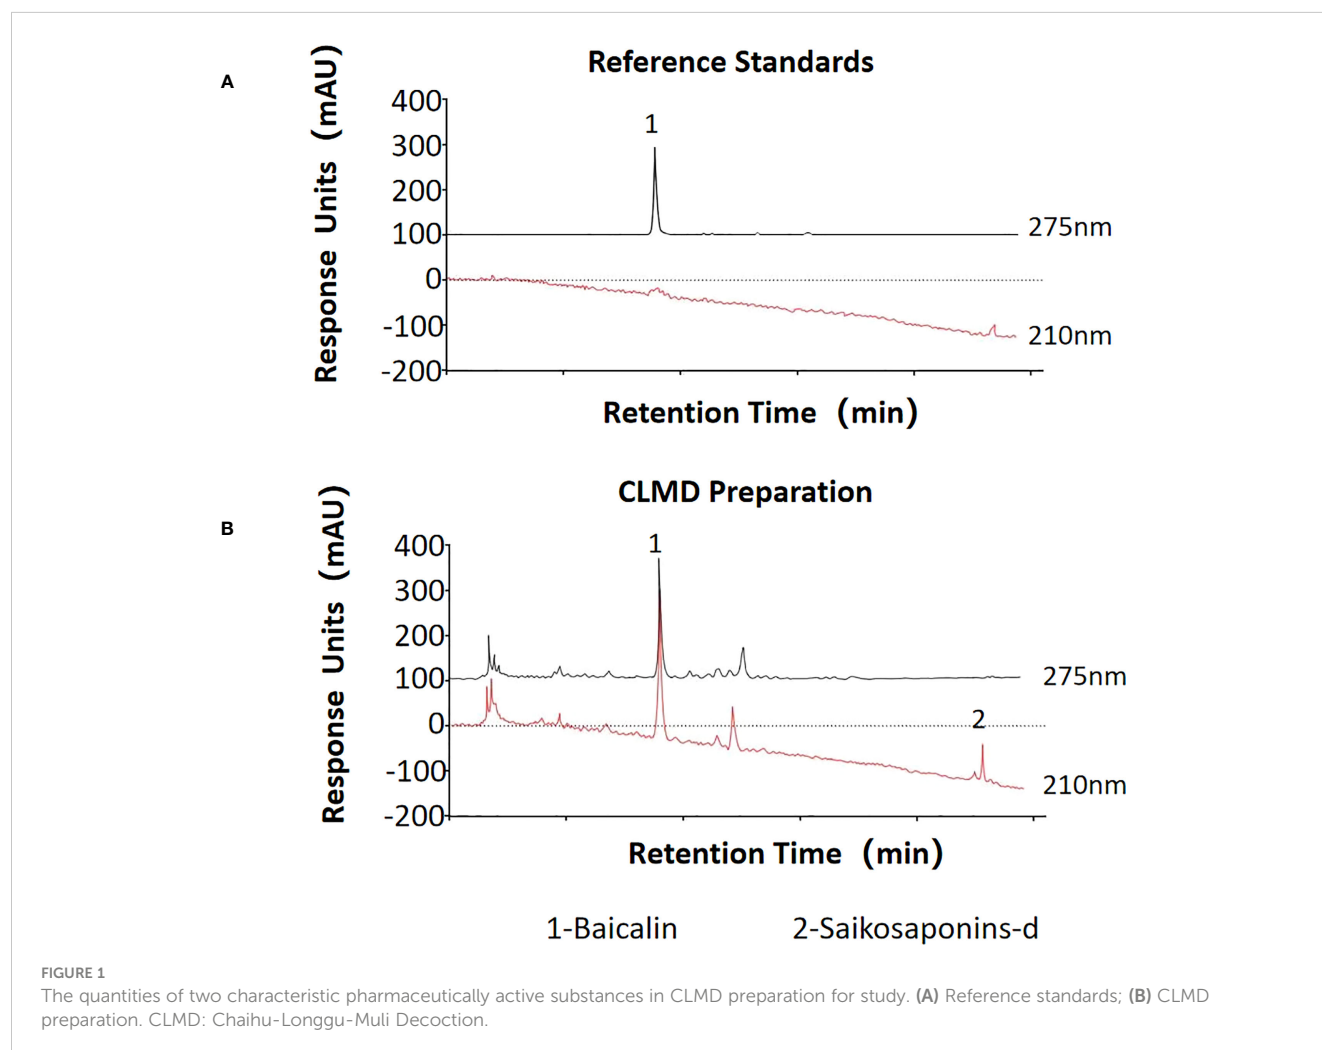 A
Reference Standards
Response Units (mAU)
400
300
200
100
0
-100
-200
1
275nm
210nm
Retention Time (min)
B
CLMD Preparation
Response Units (mAU)
400
300
200
100
0
-100
-200
1
2
275nm
210nm
Retention Time (min)
1-Baicalin 2-Saikosaponins-d
FIGURE 1
The quantities of two characteristic pharmaceutically active substances in CLMD preparation for study. (A) Reference standards; (B) CLMD
preparation. CLMD: Chaihu-Longgu-Muli Decoction.